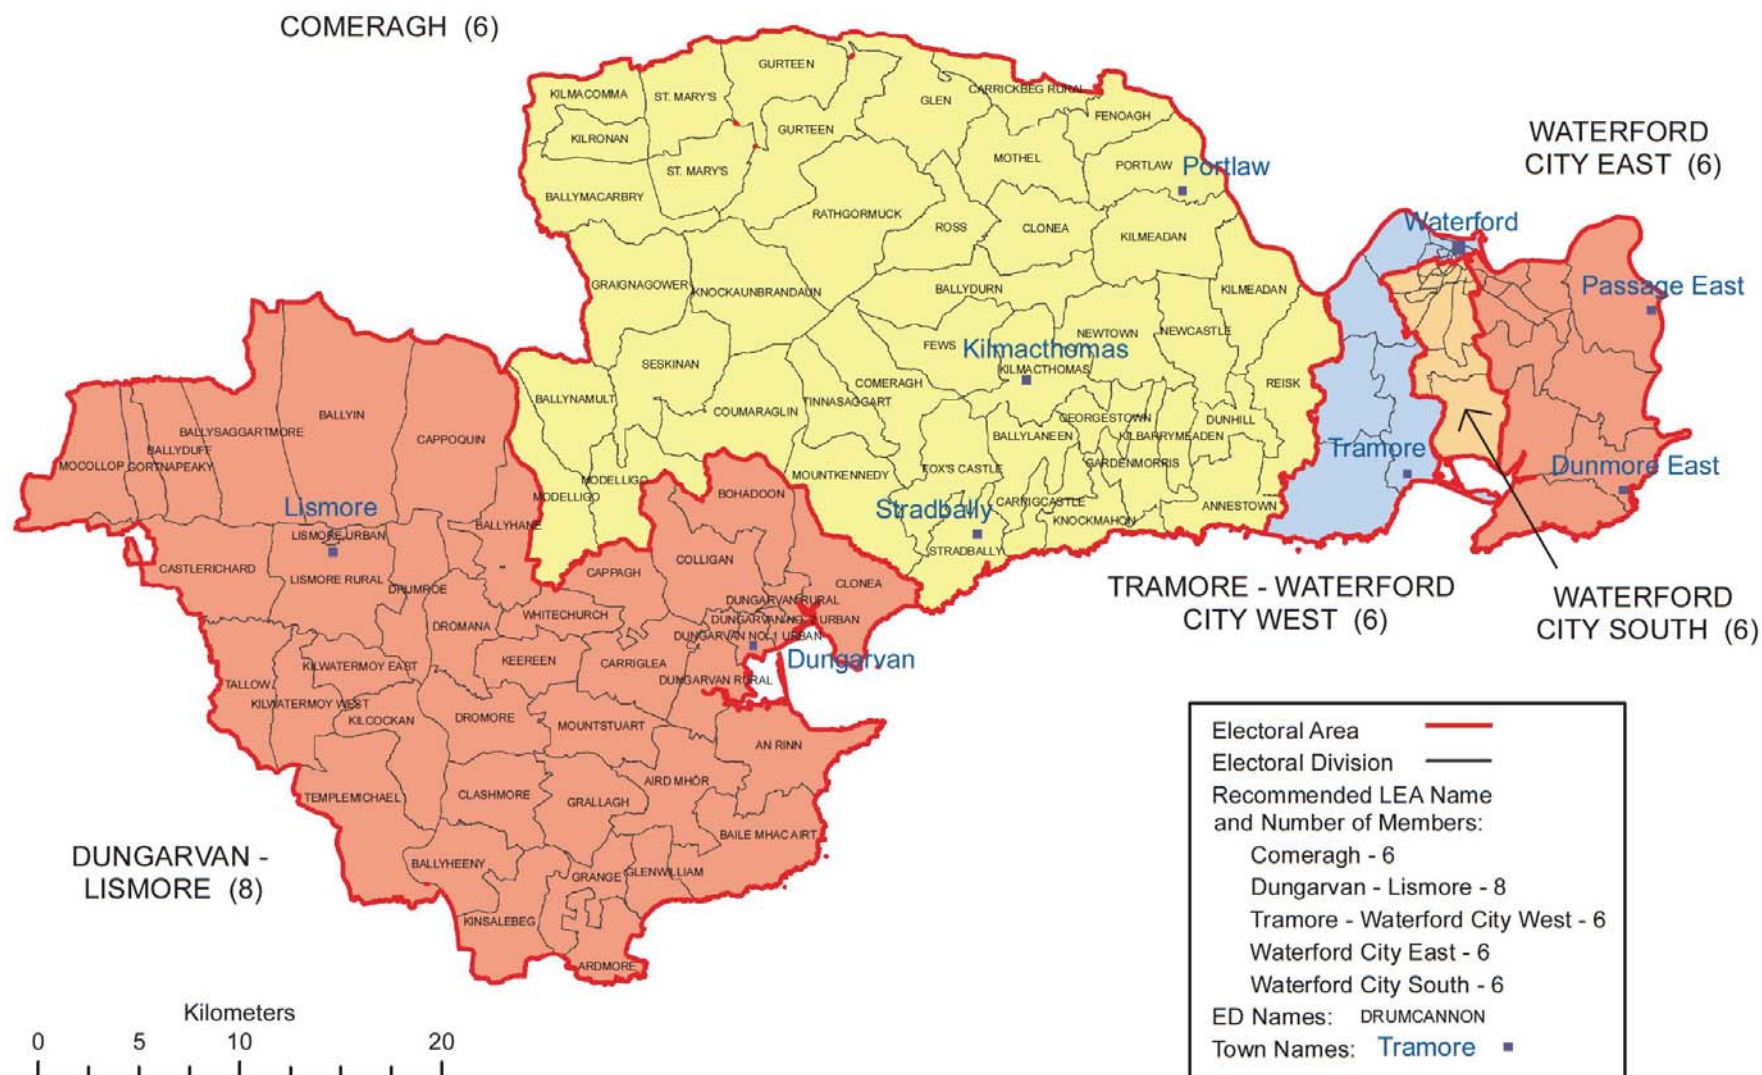 COMERAGH (6)
GURTEEN
KILMACOMMA
ST. MARY'S
GLEN
CARRICKBEG RURAL
FENOAGH
KILRONAN
GURTEEN
WATERFORD
CITY EAST (6)
MOTHEL
PORTLAW
Portlaw
ST. MARY'S
BALLYMACARBRY
RATHGORMUCK
ROSS
CLONEA
KILMEADAN
Waterford
GRAIGNAGOWER
KNOCKAUNBRANDAUN
BALLYDURN
KILMEADAN
Passage East
FEWS
NEWTOWN
NEWCASTLE
Kilmacthomas
KILMACTHOMAS
SESKINAN
COMERAGH
REISK
BALLYNAMULT
TINNASAGGART
COUMARAGLIN
BALLYIN
BALLYSAGGARTMORE
CAPPOQUIN
GEORGESTOWN
DUNHILL
BALLYLANEEN
KILBARRYMEADEN
BALLYDUFF
MOCOLLOP
GORTNAPEAKY
Tramore
GARDENMORRIS
Dunmore East
FOX'S CASTLE
MOUNTKENNEDY
MODELLIGO
MODELLIGO
BOHADOON
CARRIGCASTLE
ANNESTOWN
Lismore
Stradbally
KNOCKMAHON
BALLYHANE
LISMORE URBAN
STRADBALLY
COLLIGAN
CASTLERICHARD
LISMORE RURAL
CAPPAGH
CLONEA
DRUMROE
TRAMORE - WATERFORD
CITY WEST (6)
WATERFORD
CITY SOUTH (6)
DUNGARVAN RURAL
WHITECHURCH
DROMANA
DUNGARVAN NO. 2 URBAN
DUNGARVAN NO. 1 URBAN
Dungarvan
KILWATERMOY EAST
KEEREEN
CARRIGLEA
DUNGARVAN RURAL
TALLOW
KILWATERMOY WEST
KILCOCKAN
DROMORE
MOUNTSTUART
AN RINN
AIRD MHÓR
TEMPLEMICHAEL
CLASHMORE
GRALLAGH
BAILE MHAC AIRT
DUNGARVAN -
LISMORE (8)
BALLYHEENY
GRANGE
GLENWILLIAM
KINSALEBEG
ARDMORE
Kilometers
0 5 10 20
Electoral Area
Electoral Division
Recommended LEA Name
and Number of Members:
Comeragh - 6
Dungarvan - Lismore - 8
Tramore - Waterford City West - 6
Waterford City East - 6
Waterford City South - 6
ED Names: DRUMCANNON
Town Names: Tramore